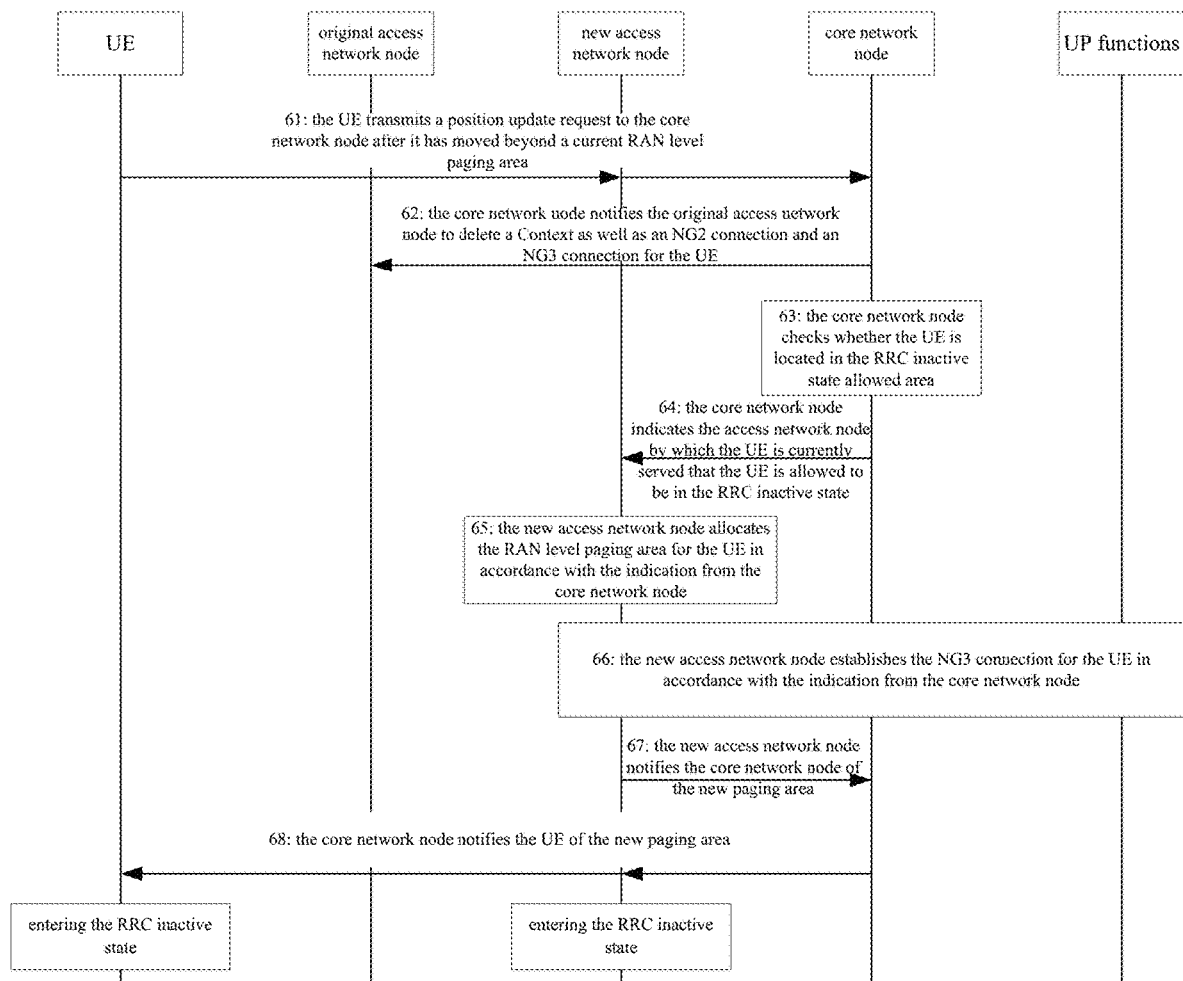 UE
original access
network node
new access
network node
core network
node
UP functions
61: the UE transmits a position update request to the core
network node after it has moved beyond a current RAN level
paging area
62: the core network node notifies the original access network
node to delete a Context as well as an NG2 connection and an
NG3 connection for the UE
63: the core network node
checks whether the UE is
located in the RRC inactive
state allowed area
64: the core network node
indicates the access network node
by which the UE is currently
served that the UE is allowed to
be in the RRC inactive state
65: the new access network node allocates
the RAN level paging area for the UE in
accordance with the indication from the
core network node
66: the new access network node establishes the NG3 connection for the UE in
accordance with the indication from the core network node
67: the new access network node
notifies the core network node of
the new paging area
68: the core network node notifies the UE of the new paging area
entering the RRC inactive
state
entering the RRC inactive
state